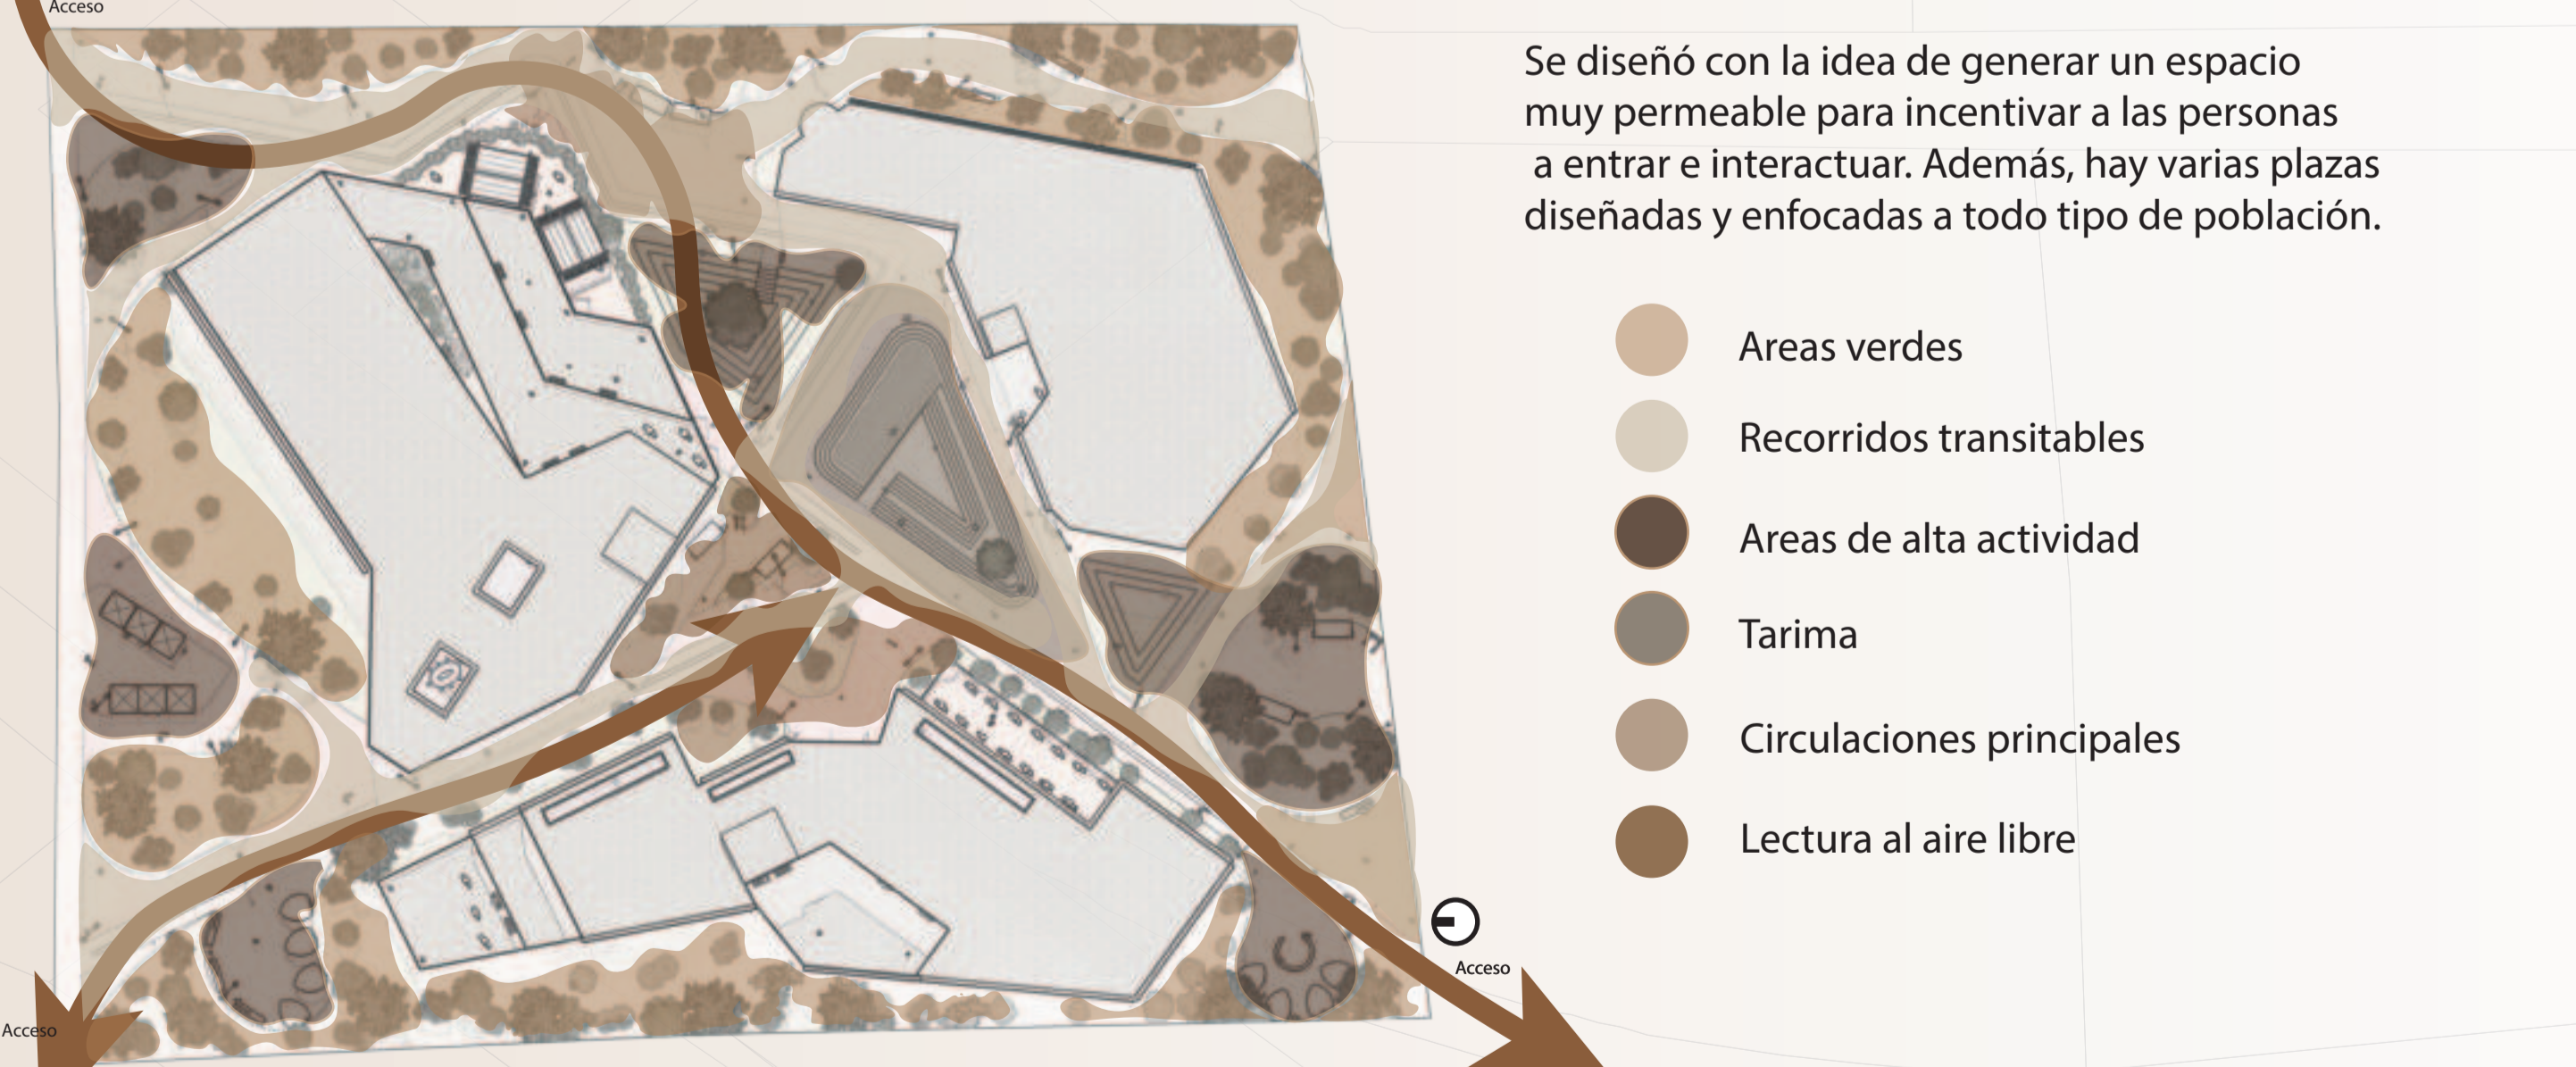 Acceso
Se diseñó con la idea de generar un espacio
muy permeable para incentivar a las personas
a entrar e interactuar. Además, hay varias plazas
diseñadas y enfocadas a todo tipo de población.
Areas verdes
Recorridos transitables
Areas de alta actividad
Tarima
Circulaciones principales
Lectura al aire libre
Acceso
Acceso